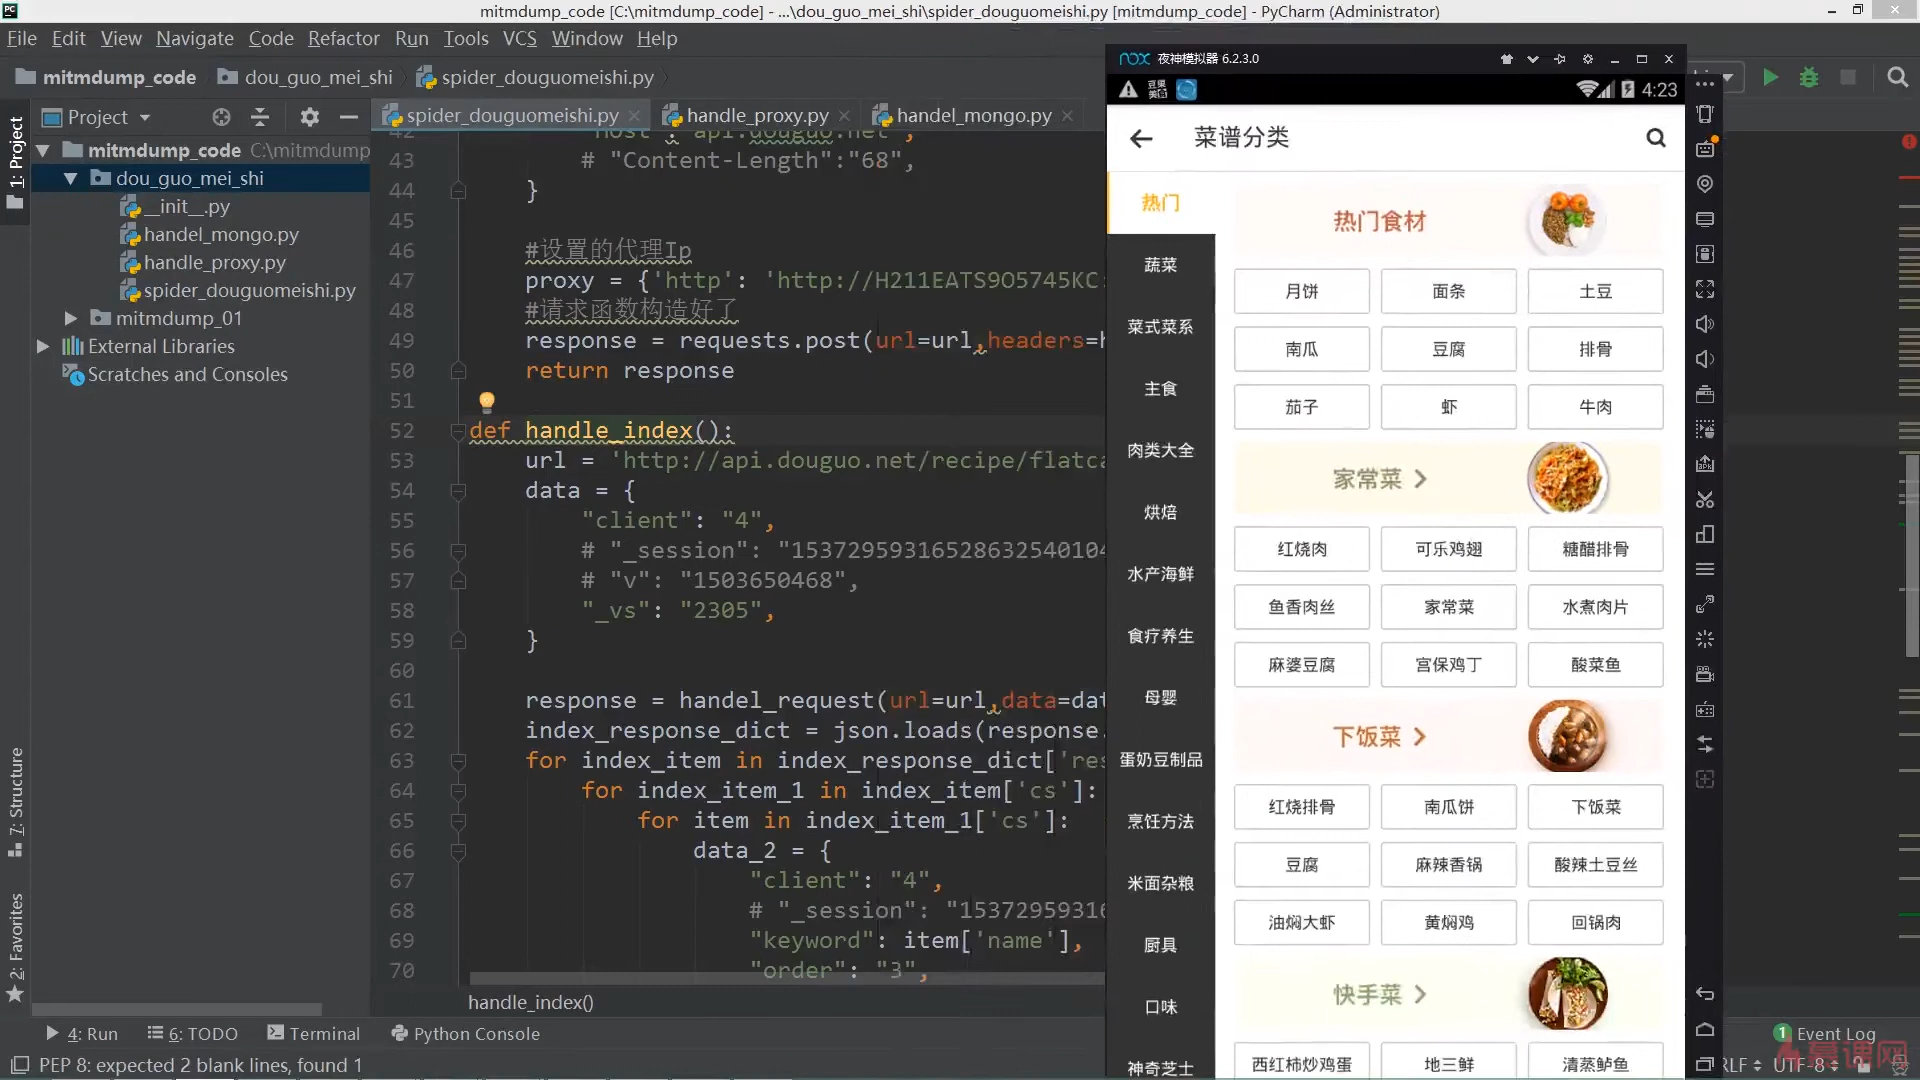 mitmdump_code [C:\mitmdump_code] - ...\dou_guo_mei_shi\spider_douguomeishi.py [mitmdump_code] - PyCharm (Administrator)
File Edit View Navigate Code Refactor Run Tools VCS Window Help
mitmdump_code dou_guo_mei_shi spider_douguomeishi.py
Project
spider_douguomeishi.py handle_proxy.py handel_mongo.py
1: Project
mitmdump_code C:\mitmdump
dou_guo_mei_shi
__init__.py
handel_mongo.py
handle_proxy.py
spider_douguomeishi.py
mitmdump_01
External Libraries
Scratches and Consoles
7: Structure
2: Favorites
42 "Host": "api.douguo.net",
43 # "Content-Length":"68",
44 }
45
46 #设置的代理Ip
47 proxy = {'http': 'http://H211EATS9O5745KC
48 #请求函数构造好了
49 response = requests.post(url=url,headers=h
50 return response
51
52 def handle_index():
53 url = 'http://api.douguo.net/recipe/flatca
54 data = {
55 "client": "4",
56 # "_session": "15372959316528632540104
57 # "v": "1503650468",
58 "_vs": "2305",
59 }
60
61 response = handel_request(url=url,data=dat
62 index_response_dict = json.loads(response.
63 for index_item in index_response_dict['res
64 for index_item_1 in index_item['cs']:
65 for item in index_item_1['cs']:
66 data_2 = {
67 "client": "4",
68 # "_session": "1537295931
69 "keyword": item['name'],
70 "order": "3",
handle_index()
nox 夜神模拟器 6.2.3.0
豆果美食 4:23
菜谱分类
热门
蔬菜
菜式菜系
主食
肉类大全
烘焙
水产海鲜
食疗养生
母婴
蛋奶豆制品
烹饪方法
米面杂粮
厨具
口味
神奇芝士
热门食材
月饼 面条 土豆
南瓜 豆腐 排骨
茄子 虾 牛肉
家常菜 >
红烧肉 可乐鸡翅 糖醋排骨
鱼香肉丝 家常菜 水煮肉片
麻婆豆腐 宫保鸡丁 酸菜鱼
下饭菜 >
红烧排骨 南瓜饼 下饭菜
豆腐 麻辣香锅 酸辣土豆丝
油焖大虾 黄焖鸡 回锅肉
快手菜 >
西红柿炒鸡蛋 地三鲜 清蒸鲈鱼
4: Run 6: TODO Terminal Python Console
1 Event Log
PEP 8: expected 2 blank lines, found 1
RLF UTF-8
慕课网